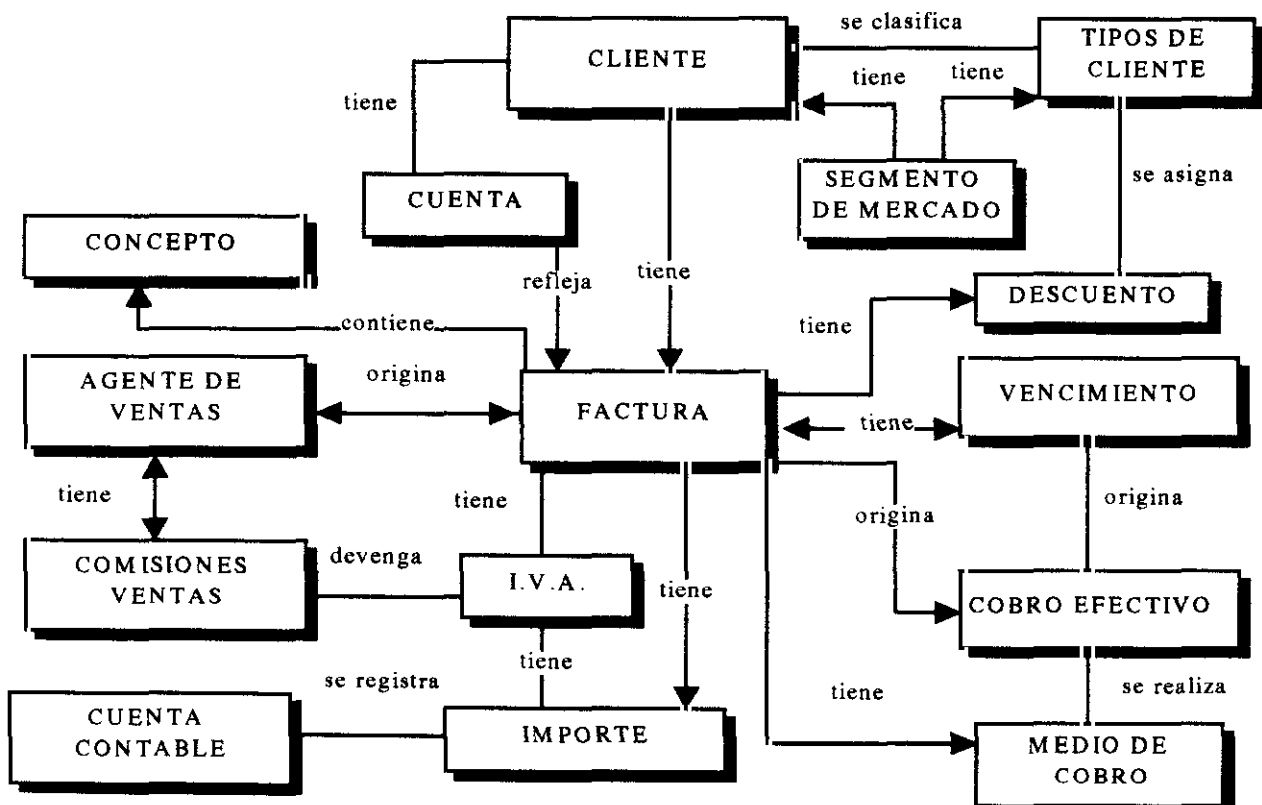 se clasifica
CLIENTE
TIPOS DE
CLIENTE
tiene
tiene
tiene
CUENTA
SEGMENTO
DE MERCADO
se asigna
CONCEPTO
refleja
tiene
DESCUENTO
contiene
tiene
AGENTE DE
VENTAS
origina
FACTURA
VENCIMIENTO
tiene
tiene
tiene
origina
origina
COMISIONES
VENTAS
devenga
I.V.A.
tiene
COBRO EFECTIVO
tiene
se registra
tiene
se realiza
CUENTA
CONTABLE
IMPORTE
MEDIO DE
COBRO